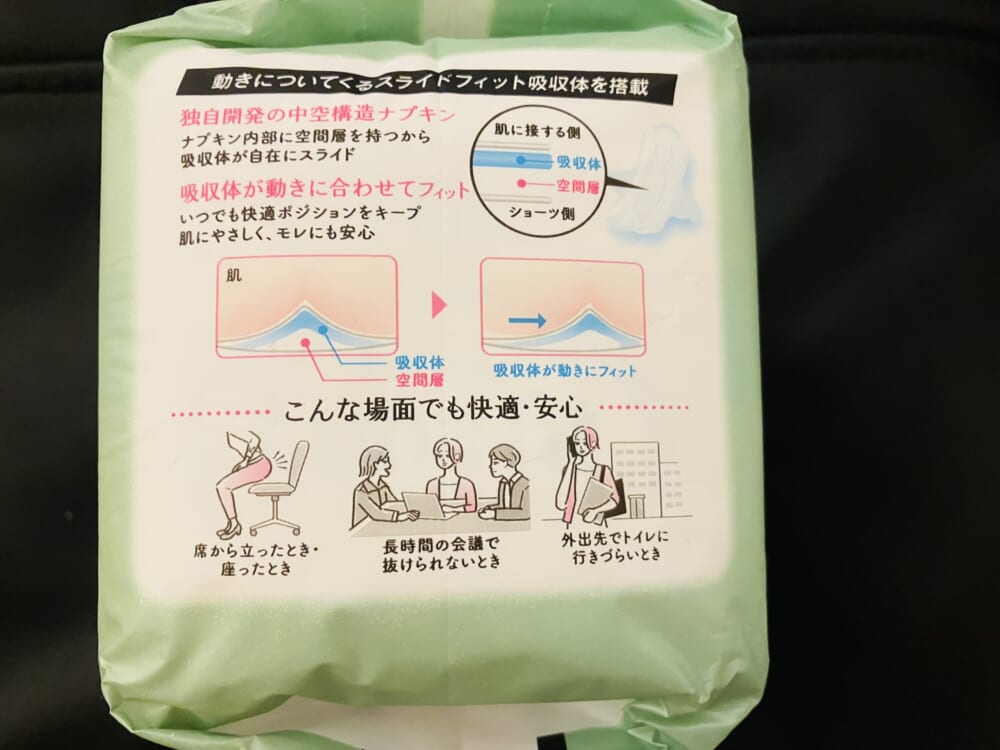 動きについてくるスライドフィット吸収体を搭載
独自開発の中空構造ナプキン
ナプキン内部に空間層を持つから
吸収体が自在にスライド
吸収体が動きに合わせてフィット
いつでも快適ポジションをキープ
肌にやさしく、モレにも安心
肌に接する側
吸収体
空間層
ショーツ側
肌
吸収体
空間層
吸収体が動きにフィット
こんな場面でも快適・安心
席から立ったとき・
座ったとき
長時間の会議で
抜けられないとき
外出先でトイレに
行きづらいとき